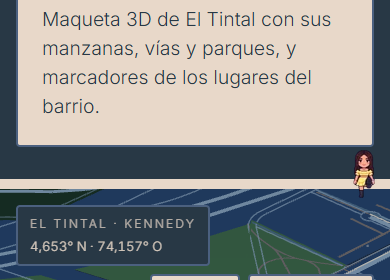 Maqueta 3D de El Tintal con sus
manzanas, vías y parques, y
marcadores de los lugares del
barrio.
EL TINTAL · KENNEDY
4,653° N · 74,157° O